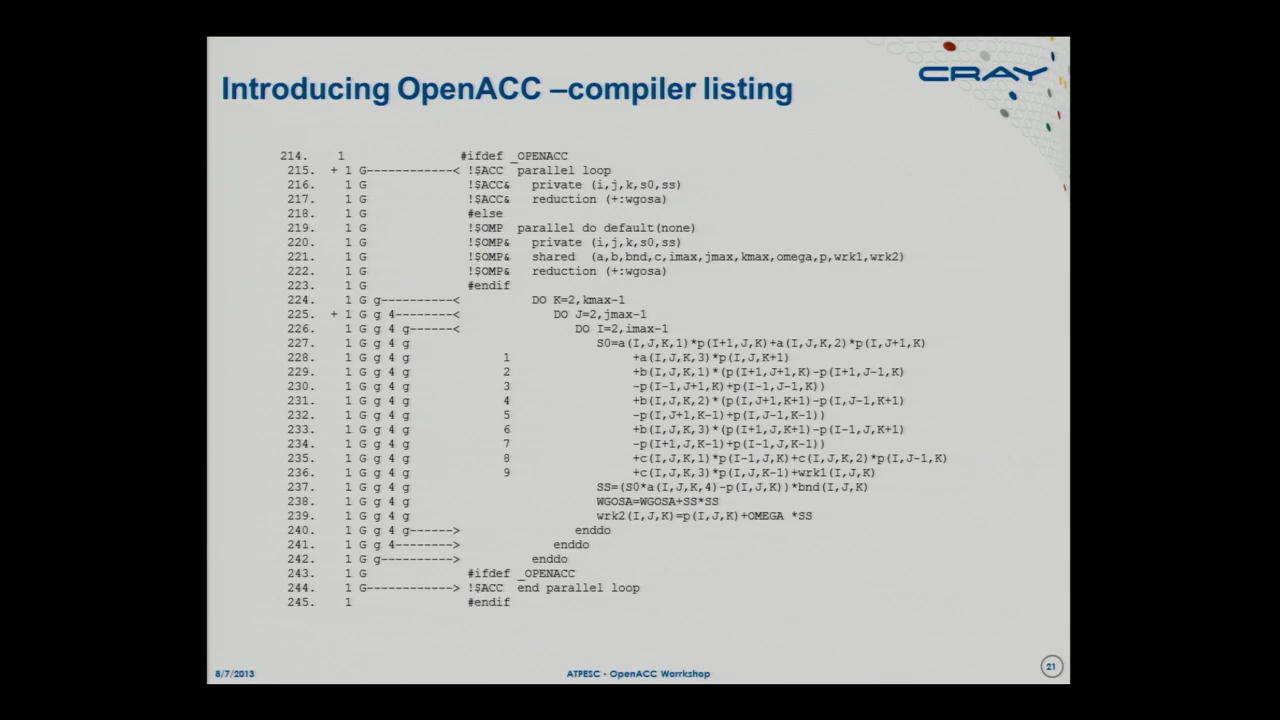 CRAY
Introducing OpenACC –compiler listing
214. 1 #ifdef _OPENACC
215. + 1 G------------< !$ACC parallel loop
216. 1 G !$ACC& private (i,j,k,s0,ss)
217. 1 G !$ACC& reduction (+:wgosa)
218. 1 G #else
219. 1 G !$OMP parallel do default(none)
220. 1 G !$OMP& private (i,j,k,s0,ss)
221. 1 G !$OMP& shared (a,b,bnd,c,imax,jmax,kmax,omega,p,wrk1,wrk2)
222. 1 G !$OMP& reduction (+:wgosa)
223. 1 G #endif
224. 1 G g----------< DO K=2,kmax-1
225. + 1 G g 4--------< DO J=2,jmax-1
226. 1 G g 4 g------< DO I=2,imax-1
227. 1 G g 4 g S0=a(I,J,K,1)*p(I+1,J,K)+a(I,J,K,2)*p(I,J+1,K)
228. 1 G g 4 g 1 +a(I,J,K,3)*p(I,J,K+1)
229. 1 G g 4 g 2 +b(I,J,K,1)*(p(I+1,J+1,K)-p(I+1,J-1,K)
230. 1 G g 4 g 3 -p(I-1,J+1,K)+p(I-1,J-1,K))
231. 1 G g 4 g 4 +b(I,J,K,2)*(p(I,J+1,K+1)-p(I,J-1,K+1)
232. 1 G g 4 g 5 -p(I,J+1,K-1)+p(I,J-1,K-1))
233. 1 G g 4 g 6 +b(I,J,K,3)*(p(I+1,J,K+1)-p(I-1,J,K+1)
234. 1 G g 4 g 7 -p(I+1,J,K-1)+p(I-1,J,K-1))
235. 1 G g 4 g 8 +c(I,J,K,1)*p(I-1,J,K)+c(I,J,K,2)*p(I,J-1,K)
236. 1 G g 4 g 9 +c(I,J,K,3)*p(I,J,K-1)+wrk1(I,J,K)
237. 1 G g 4 g SS=(S0*a(I,J,K,4)-p(I,J,K))*bnd(I,J,K)
238. 1 G g 4 g WGOSA=WGOSA+SS*SS
239. 1 G g 4 g wrk2(I,J,K)=p(I,J,K)+OMEGA *SS
240. 1 G g 4 g------> enddo
241. 1 G g 4--------> enddo
242. 1 G g----------> enddo
243. 1 G #ifdef _OPENACC
244. 1 G------------> !$ACC end parallel loop
245. 1 #endif
8/7/2013
ATPESC - OpenACC Worrkshop
21